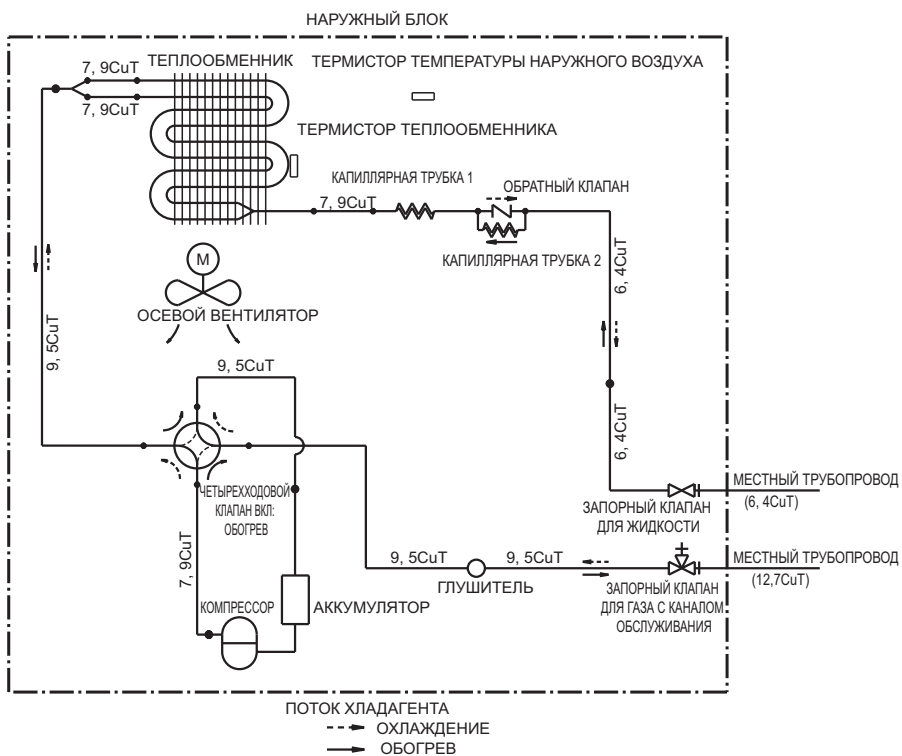 НАРУЖНЫЙ БЛОК
ТЕПЛООБМЕННИК
ТЕРМИСТОР ТЕМПЕРАТУРЫ НАРУЖНОГО ВОЗДУХА
7, 9CuT
7, 9CuT
ТЕРМИСТОР ТЕПЛООБМЕННИКА
КАПИЛЛЯРНАЯ ТРУБКА 1
ОБРАТНЫЙ КЛАПАН
7, 9CuT
КАПИЛЛЯРНАЯ ТРУБКА 2
6, 4CuT
M
ОСЕВОЙ ВЕНТИЛЯТОР
9, 5CuT
9, 5CuT
6, 4CuT
ЧЕТЫРЕХХОДОВОЙ
КЛАПАН ВКЛ:
ОБОГРЕВ
МЕСТНЫЙ ТРУБОПРОВОД
(6, 4CuT)
ЗАПОРНЫЙ КЛАПАН
ДЛЯ ЖИДКОСТИ
7, 9CuT
9, 5CuT
9, 5CuT
МЕСТНЫЙ ТРУБОПРОВОД
(12,7CuT)
ГЛУШИТЕЛЬ
ЗАПОРНЫЙ КЛАПАН
ДЛЯ ГАЗА С КАНАЛОМ
ОБСЛУЖИВАНИЯ
КОМПРЕССОР
АККУМУЛЯТОР
ПОТОК ХЛАДАГЕНТА
ОХЛАЖДЕНИЕ
ОБОГРЕВ